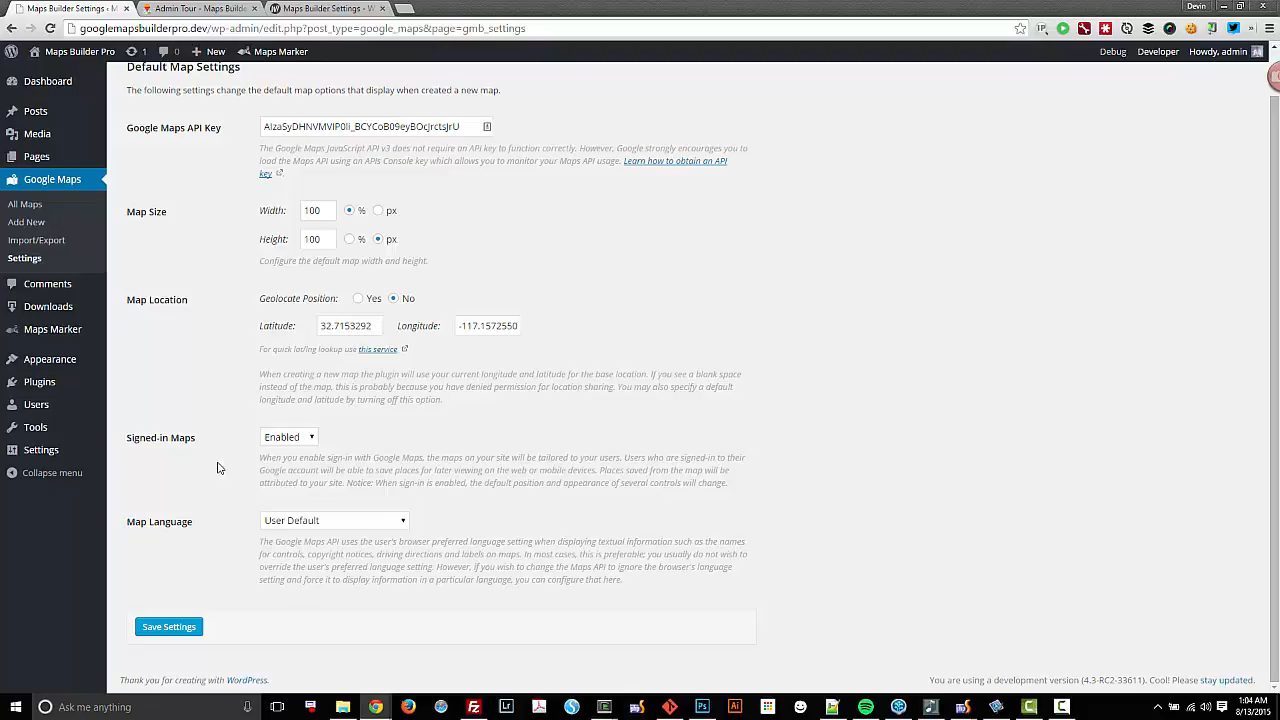 Maps Builder Settings - M
Admin Tour - Maps Builde
Maps Builder Settings - W
Devin
googlemapsbuilderpro.dev/wp-admin/edit.php?post_type=google_maps&page=gmb_settings
Maps Builder Pro 1 0 New Maps Marker
Debug Developer Howdy, admin
Dashboard
Posts
Media
Pages
Google Maps
All Maps
Add New
Import/Export
Settings
Comments
Downloads
Maps Marker
Appearance
Plugins
Users
Tools
Settings
Collapse menu
Default Map Settings
The following settings change the default map options that display when created a new map.
Google Maps API Key
AIzaSyDHNVMVIP0Ii_BCYCoB09eyBOcJrctsJrU
The Google Maps JavaScript API v3 does not require an API key to function correctly. However, Google strongly encourages you to
load the Maps API using an APIs Console key which allows you to monitor your Maps API usage. Learn how to obtain an API
key
Map Size
Width: 100 % px
Height: 100 % px
Configure the default map width and height.
Map Location
Geolocate Position: Yes No
Latitude: 32.7153292 Longitude: -117.1572550
For quick lat/lng lookup use this service
When creating a new map the plugin will use your current longitude and latitude for the base location. If you see a blank space
instead of the map, this is probably because you have denied permission for location sharing. You may also specify a default
longitude and latitude by turning off this option.
Signed-in Maps
Enabled
When you enable sign-in with Google Maps, the maps on your site will be tailored to your users. Users who are signed-in to their
Google account will be able to save places for later viewing on the web or mobile devices. Places saved from the map will be
attributed to your site. Notice: When sign-in is enabled, the default position and appearance of several controls will change.
Map Language
User Default
The Google Maps API uses the user's browser preferred language setting when displaying textual information such as the names
for controls, copyright notices, driving directions and labels on maps. In most cases, this is preferable; you usually do not wish to
override the user's preferred language setting. However, if you wish to change the Maps API to ignore the browser's language
setting and force it to display information in a particular language, you can configure that here.
Save Settings
Thank you for creating with WordPress.
You are using a development version (4.3-RC2-33611). Cool! Please stay updated.
Ask me anything
1:04 AM
8/13/2015